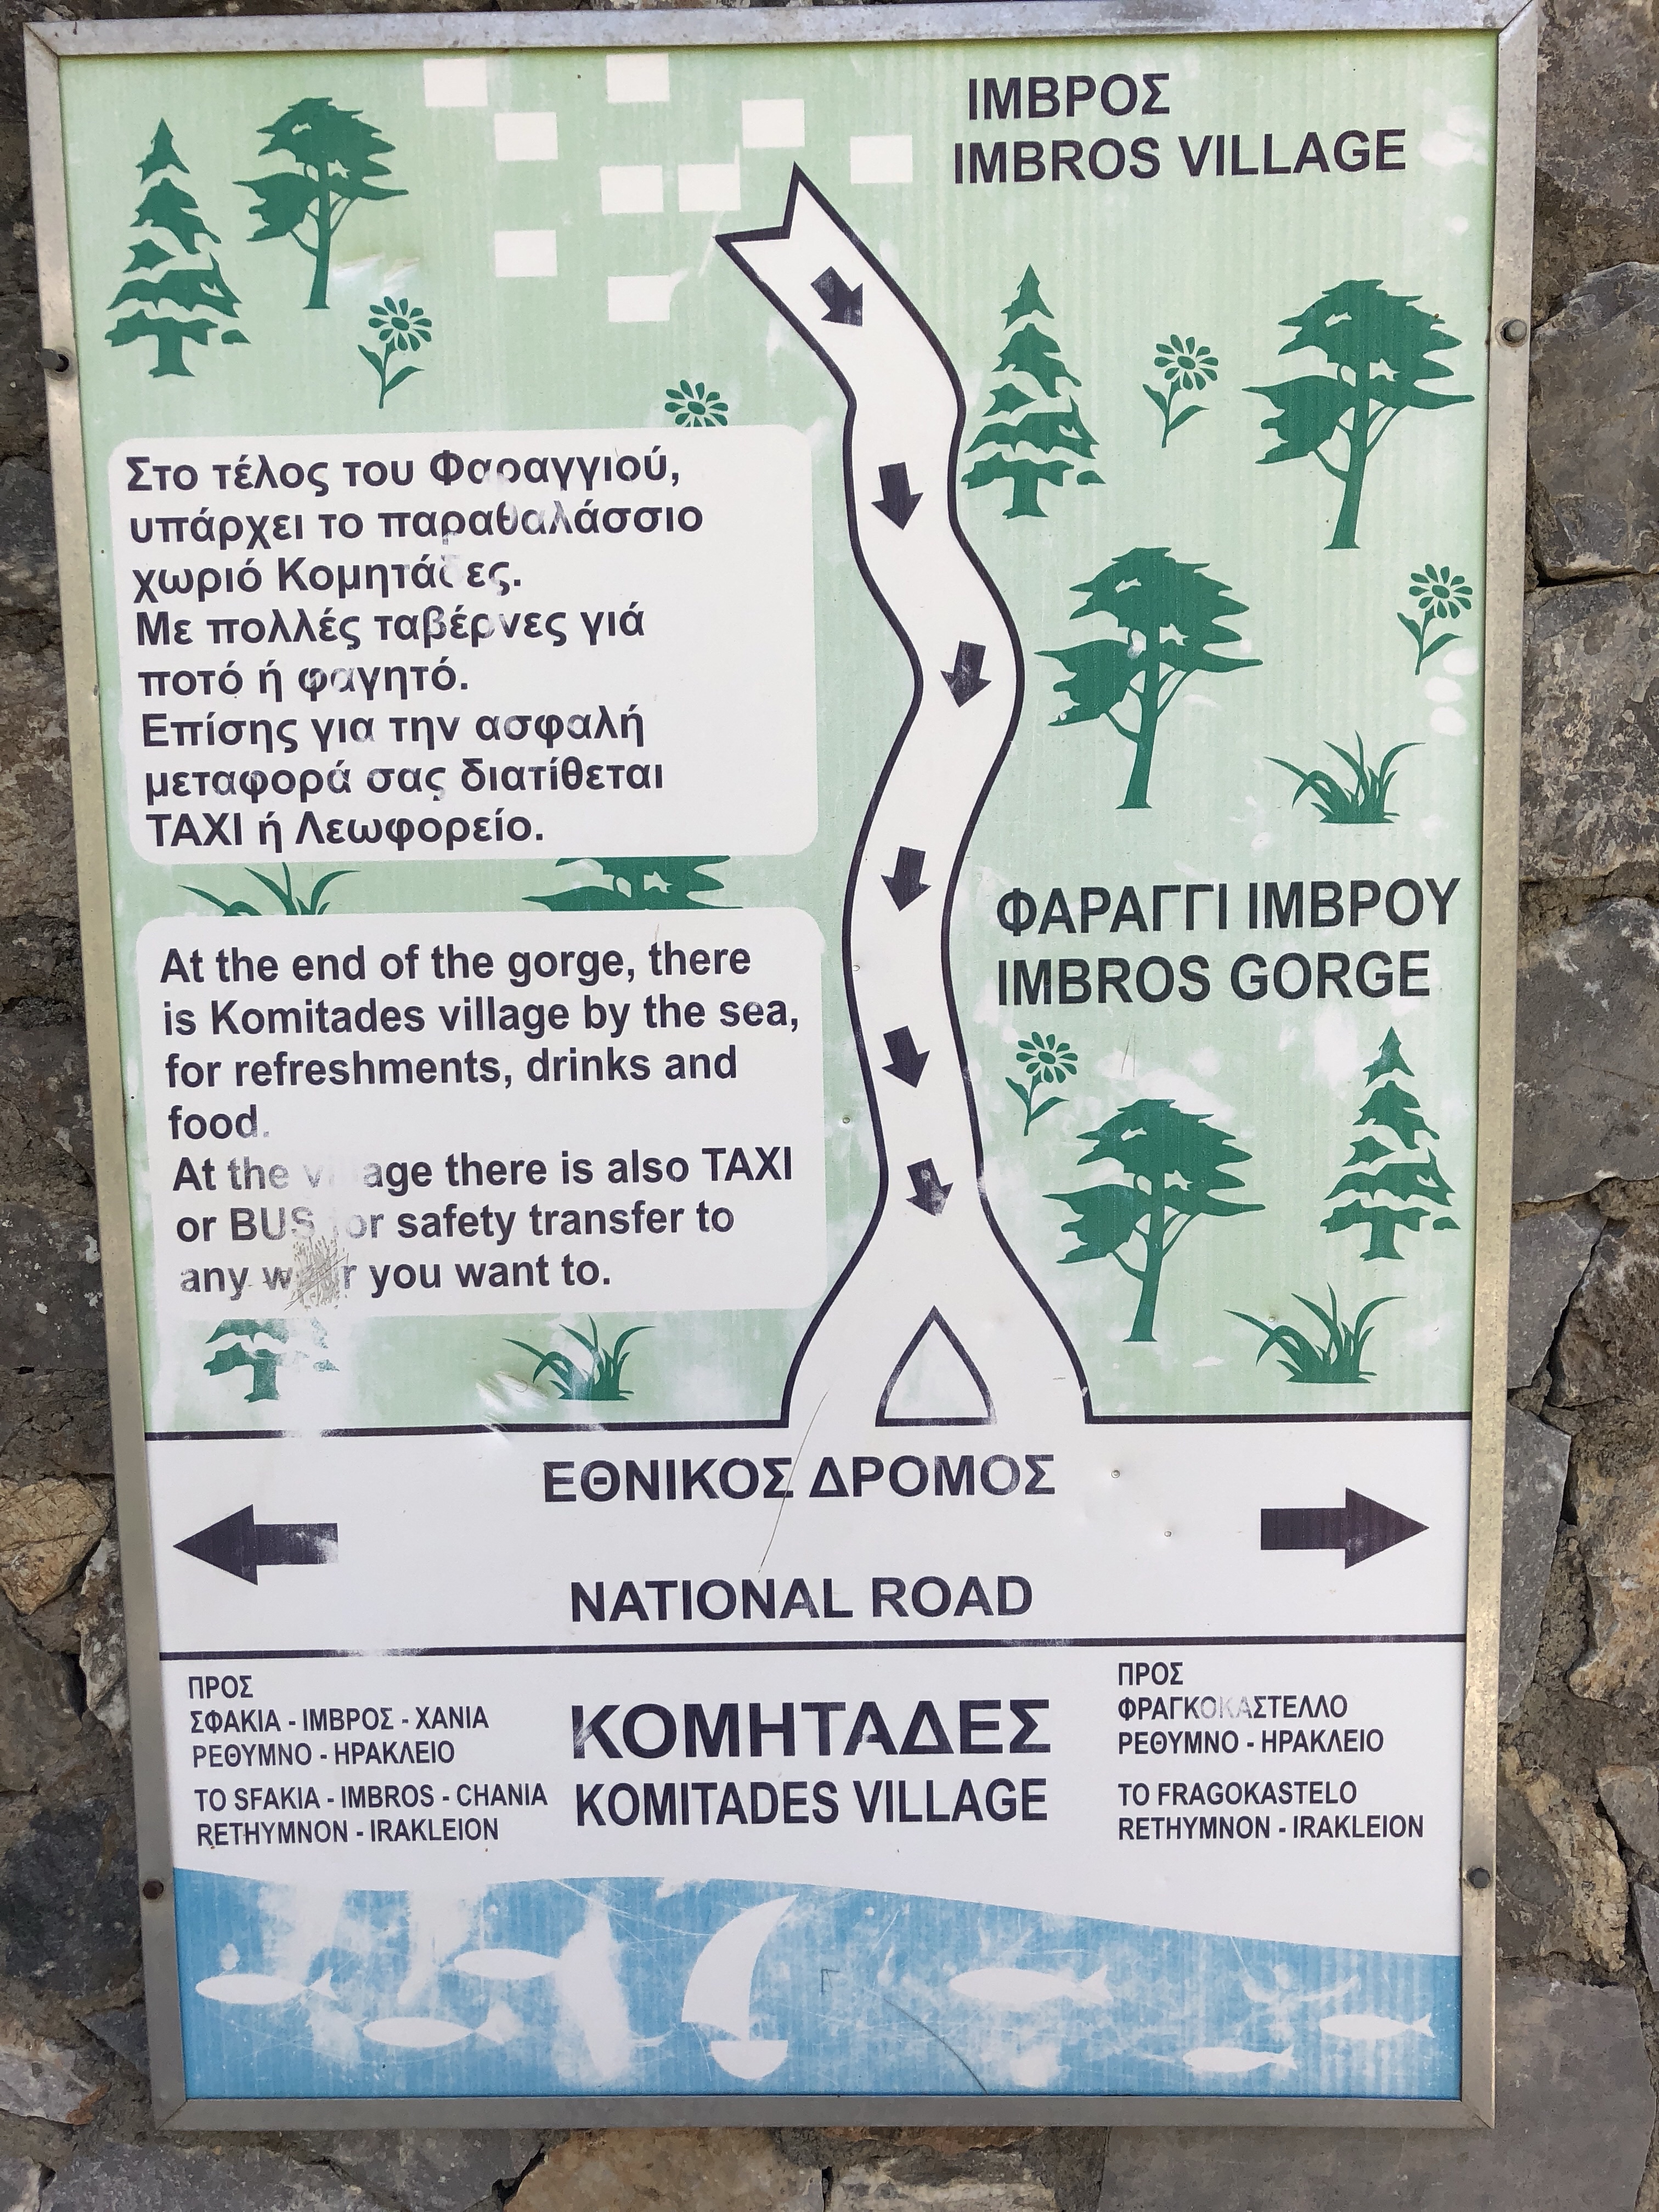 ΙΜΒΡΟΣ
IMBROS VILLAGE
Στο τέλος του Φαραγγιού,
υπάρχει το παραθαλάσσιο
χωριό Κομητάδες.
Με πολλές ταβέρνες γιά
ποτό ή φαγητό.
Επίσης για την ασφαλή
μεταφορά σας διατίθεται
TAXI ή Λεωφορείο.
ΦΑΡΑΓΓΙ ΙΜΒΡΟΥ
IMBROS GORGE
At the end of the gorge, there
is Komitades village by the sea,
for refreshments, drinks and
food.
At the village there is also TAXI
or BUS for safety transfer to
any you want to.
ΕΘΝΙΚΟΣ ΔΡΟΜΟΣ
NATIONAL ROAD
ΠΡΟΣ
ΣΦΑΚΙΑ - ΙΜΒΡΟΣ - ΧΑΝΙΑ
ΡΕΘΥΜΝΟ - ΗΡΑΚΛΕΙΟ
TO SFAKIA - IMBROS - CHANIA
RETHYMNON - IRAKLEION
ΚΟΜΗΤΑΔΕΣ
KOMITADES VILLAGE
ΠΡΟΣ
ΦΡΑΓΚΟΚΑΣΤΕΛΛΟ
ΡΕΘΥΜΝΟ - ΗΡΑΚΛΕΙΟ
TO FRAGOKASTELO
RETHYMNON - IRAKLEION